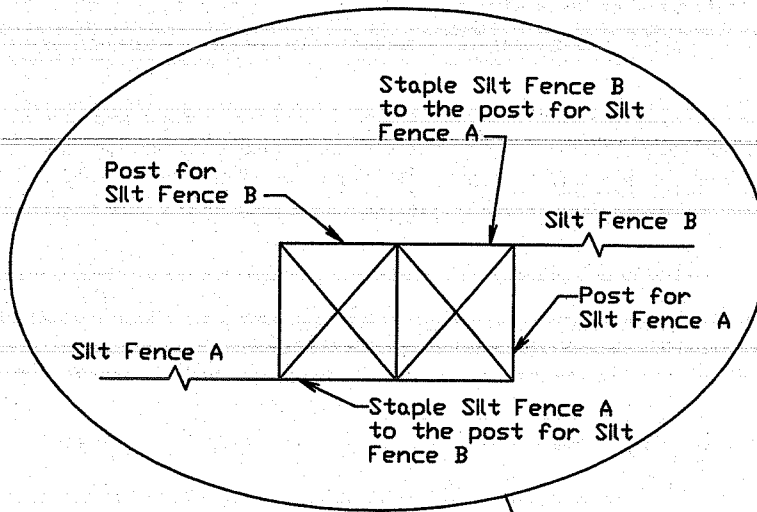 Staple Silt Fence B
to the post for Silt
Fence A
Post for
Silt Fence B
Silt Fence B
Post for
Silt Fence A
Silt Fence A
Staple Silt Fence A
to the post for Silt
Fence B